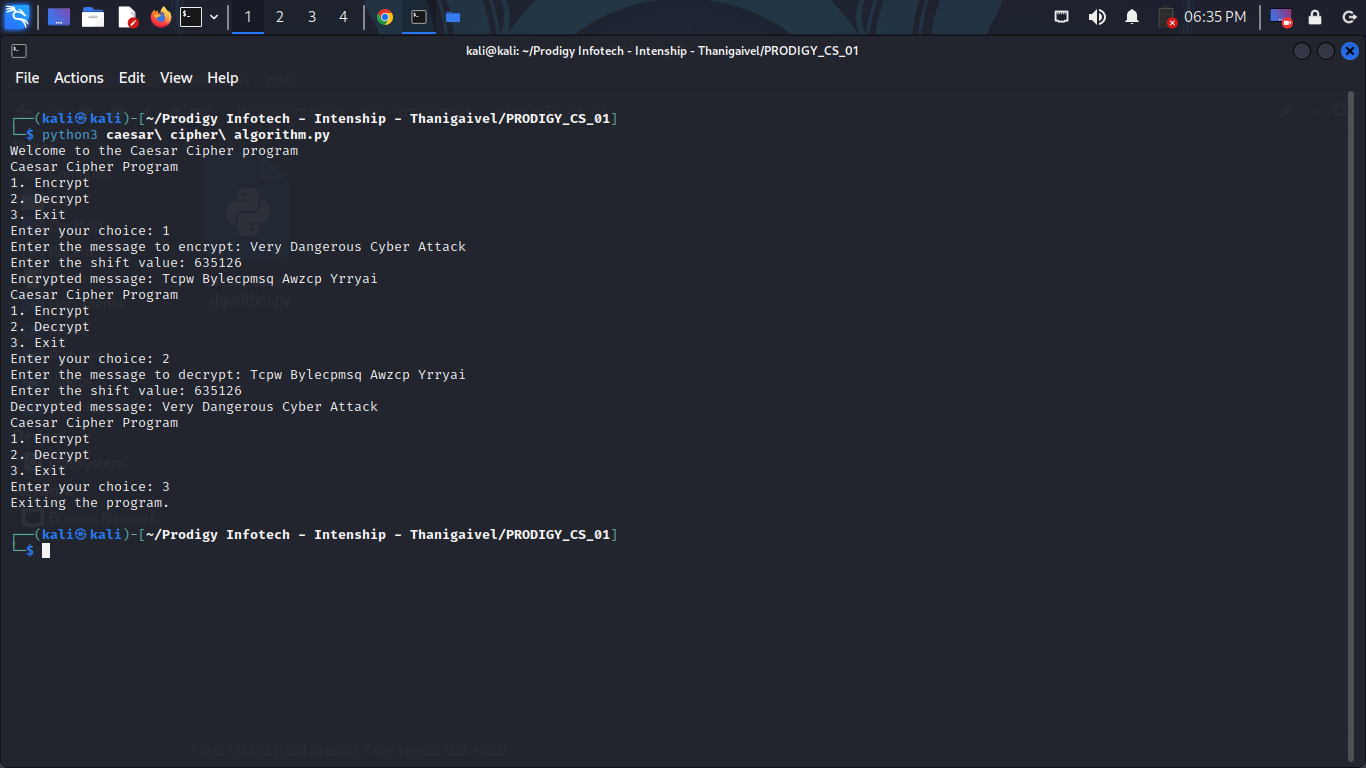 1 2 3 4 06:35 PM
kali@kali: ~/Prodigy Infotech - Intenship - Thanigaivel/PRODIGY_CS_01
File Actions Edit View Help
┌──(kali㉿kali)-[~/Prodigy Infotech - Intenship - Thanigaivel/PRODIGY_CS_01]
└─$ python3 caesar\ cipher\ algorithm.py
Welcome to the Caesar Cipher program
Caesar Cipher Program
1. Encrypt
2. Decrypt
3. Exit
Enter your choice: 1
Enter the message to encrypt: Very Dangerous Cyber Attack
Enter the shift value: 635126
Encrypted message: Tcpw Bylecpmsq Awzcp Yrryai
Caesar Cipher Program
1. Encrypt
2. Decrypt
3. Exit
Enter your choice: 2
Enter the message to decrypt: Tcpw Bylecpmsq Awzcp Yrryai
Enter the shift value: 635126
Decrypted message: Very Dangerous Cyber Attack
Caesar Cipher Program
1. Encrypt
2. Decrypt
3. Exit
Enter your choice: 3
Exiting the program.
┌──(kali㉿kali)-[~/Prodigy Infotech - Intenship - Thanigaivel/PRODIGY_CS_01]
└─$
algorithm.py
Browse Network